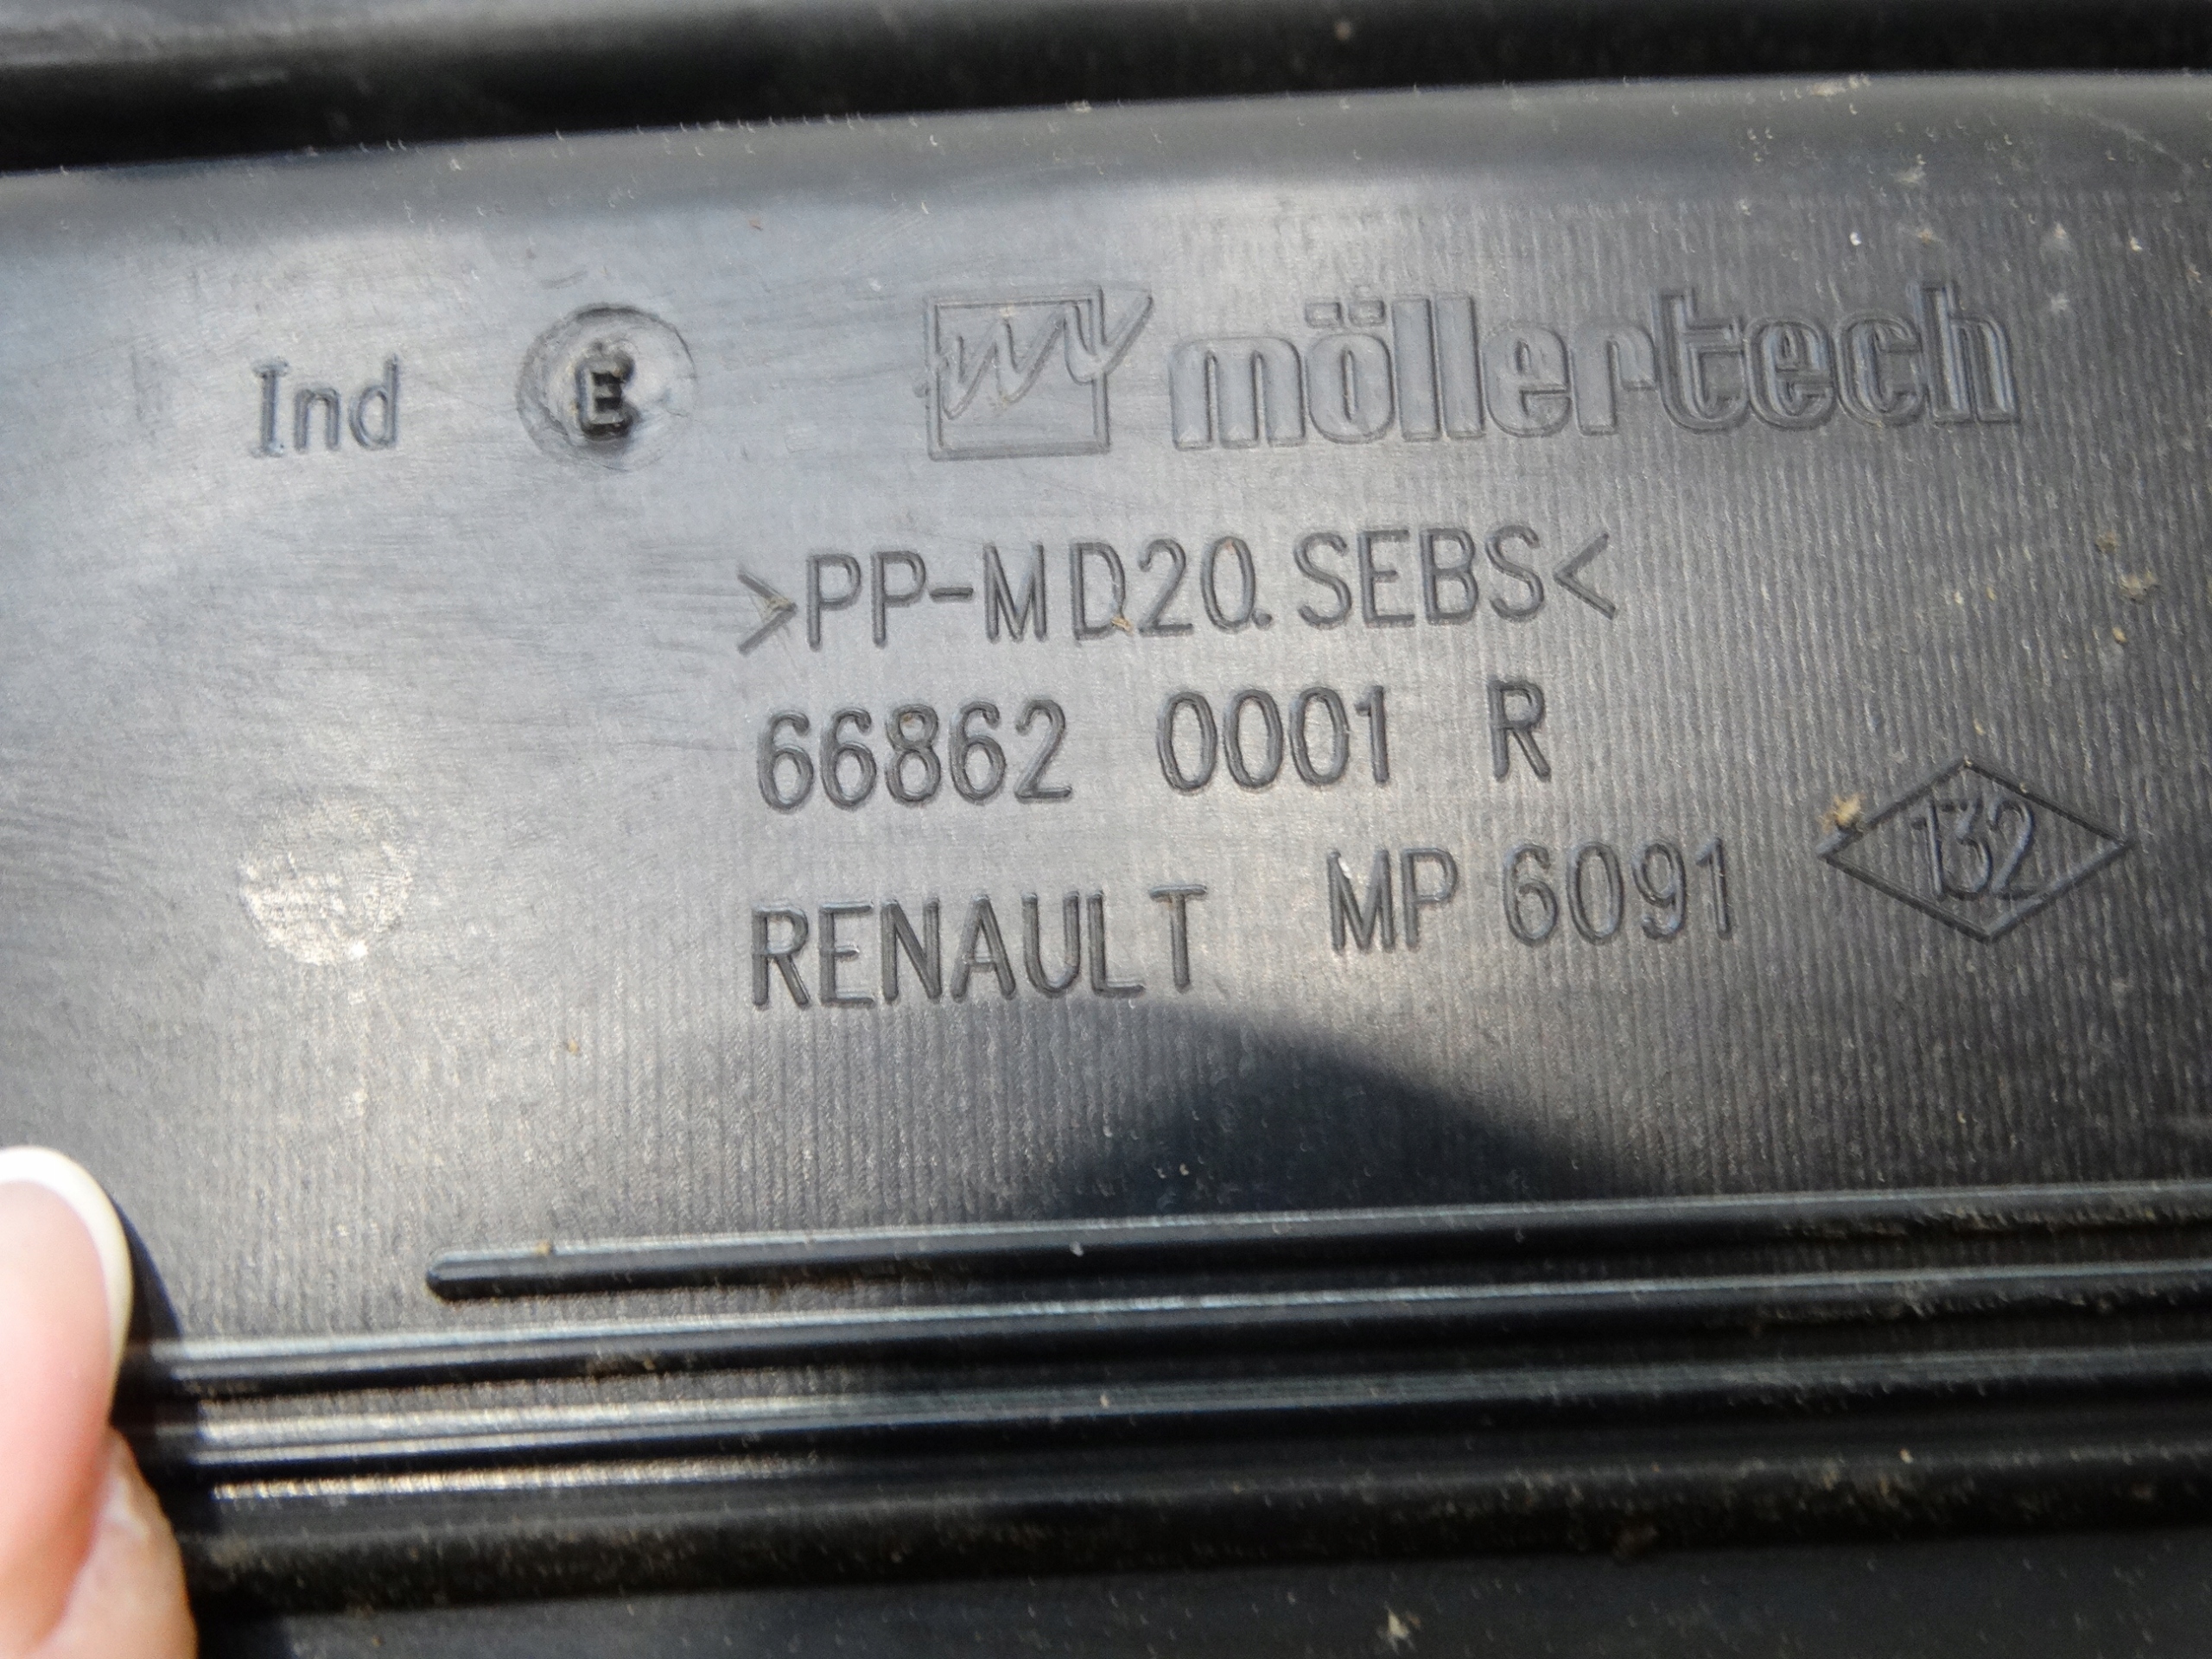 Ind E möllertech
>PP-MD20.SEBS<
66862 0001 R
RENAULT MP 6091 132